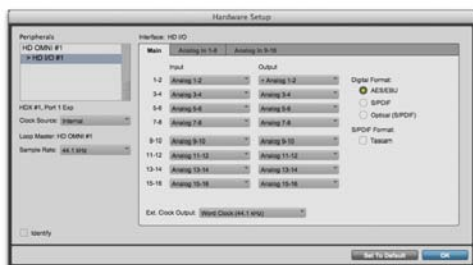 Hardware Setup
Peripherals
HD OMNI #1
> HD I/O #1
HDX #1, Port 1 Exp
Clock Source: Internal
Loop Master: HD OMNI #1
Sample Rate: 44.1 kHz
Identify
Interface: HD I/O
Main
Analog In 1-8
Analog In 9-16
Input
Output
1-2 Analog 1-2 Analog 1-2
3-4 Analog 3-4 Analog 3-4
5-6 Analog 5-6 Analog 5-6
7-8 Analog 7-8 Analog 7-8
9-10 Analog 9-10 Analog 9-10
11-12 Analog 11-12 Analog 11-12
13-14 Analog 13-14 Analog 13-14
15-16 Analog 15-16 Analog 15-16
Ext. Clock Output: Word Clock (44.1 kHz)
Digital Format:
AES/EBU
S/PDIF
Optical (S/PDIF)
S/PDIF Format:
Tascam
Set To Default
OK